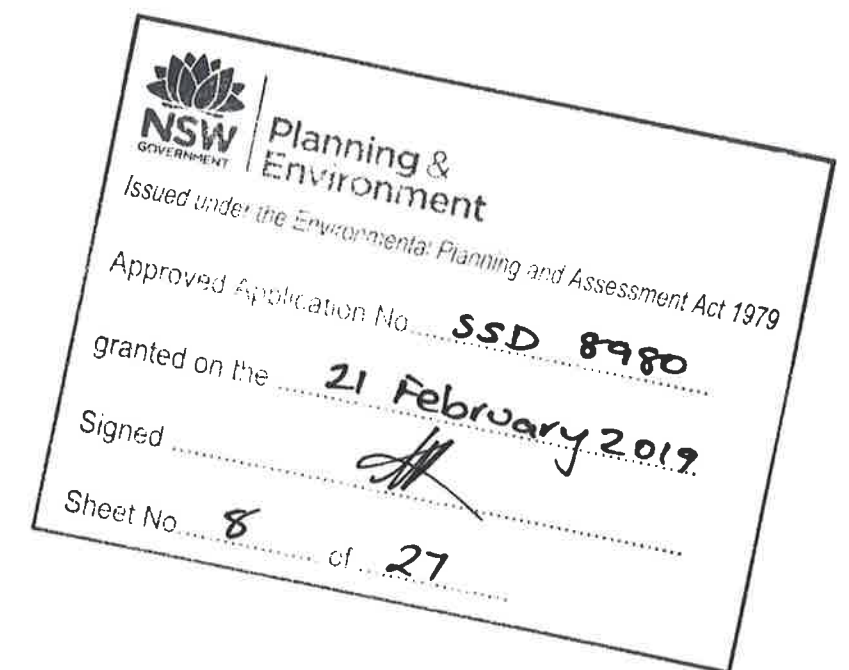 NSW
GOVERNMENT
Planning &
Environment
Issued under the Environmental Planning and Assessment Act 1979
Approved Application No SSD 8980
granted on the 21 February 2019
Signed
Sheet No 8 of 27